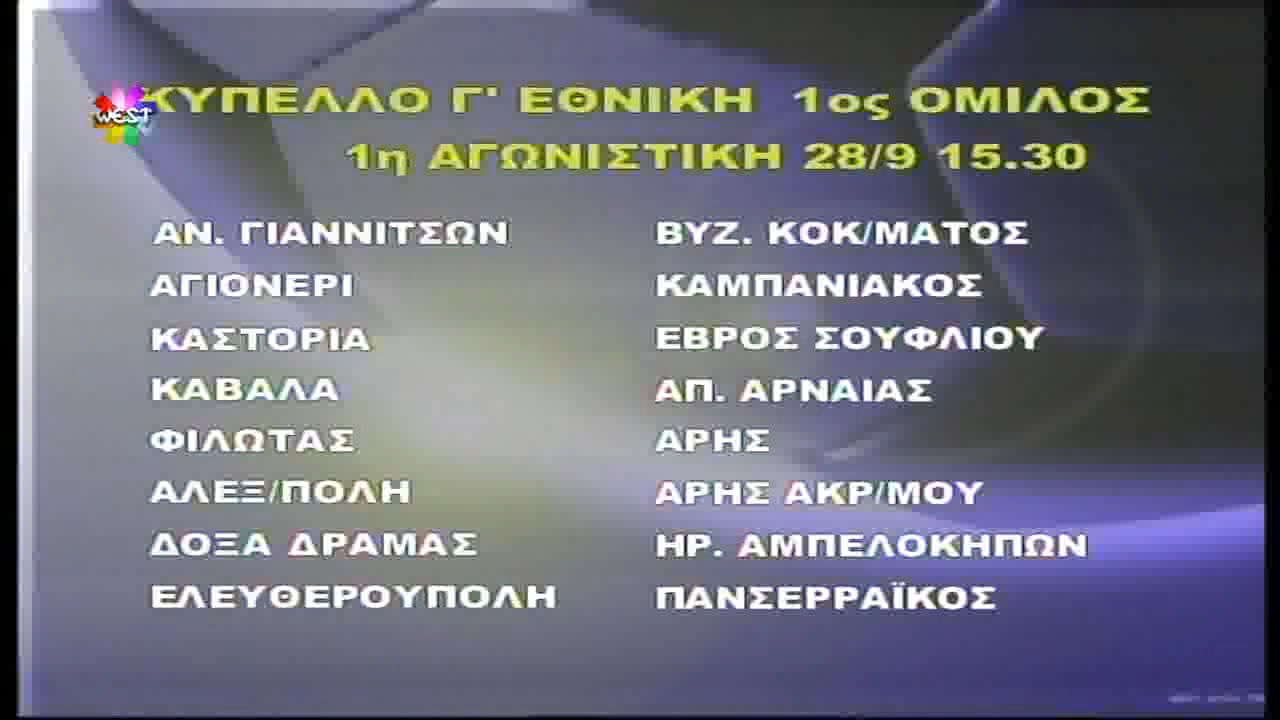 ΚΥΠΕΛΛΟ Γ' ΕΘΝΙΚΗ 1ος ΟΜΙΛΟΣ
WEST
1η ΑΓΩΝΙΣΤΙΚΗ 28/9 15.30
ΑΝ. ΓΙΑΝΝΙΤΣΩΝ ΒΥΖ. ΚΟΚ/ΜΑΤΟΣ
ΑΓΙΟΝΕΡΙ ΚΑΜΠΑΝΙΑΚΟΣ
ΚΑΣΤΟΡΙΑ ΕΒΡΟΣ ΣΟΥΦΛΙΟΥ
ΚΑΒΑΛΑ ΑΠ. ΑΡΝΑΙΑΣ
ΦΙΛΩΤΑΣ ΑΡΗΣ
ΑΛΕΞ/ΠΟΛΗ ΑΡΗΣ ΑΚΡ/ΜΟΥ
ΔΟΞΑ ΔΡΑΜΑΣ ΗΡ. ΑΜΠΕΛΟΚΗΠΩΝ
ΕΛΕΥΘΕΡΟΥΠΟΛΗ ΠΑΝΣΕΡΡΑΪΚΟΣ